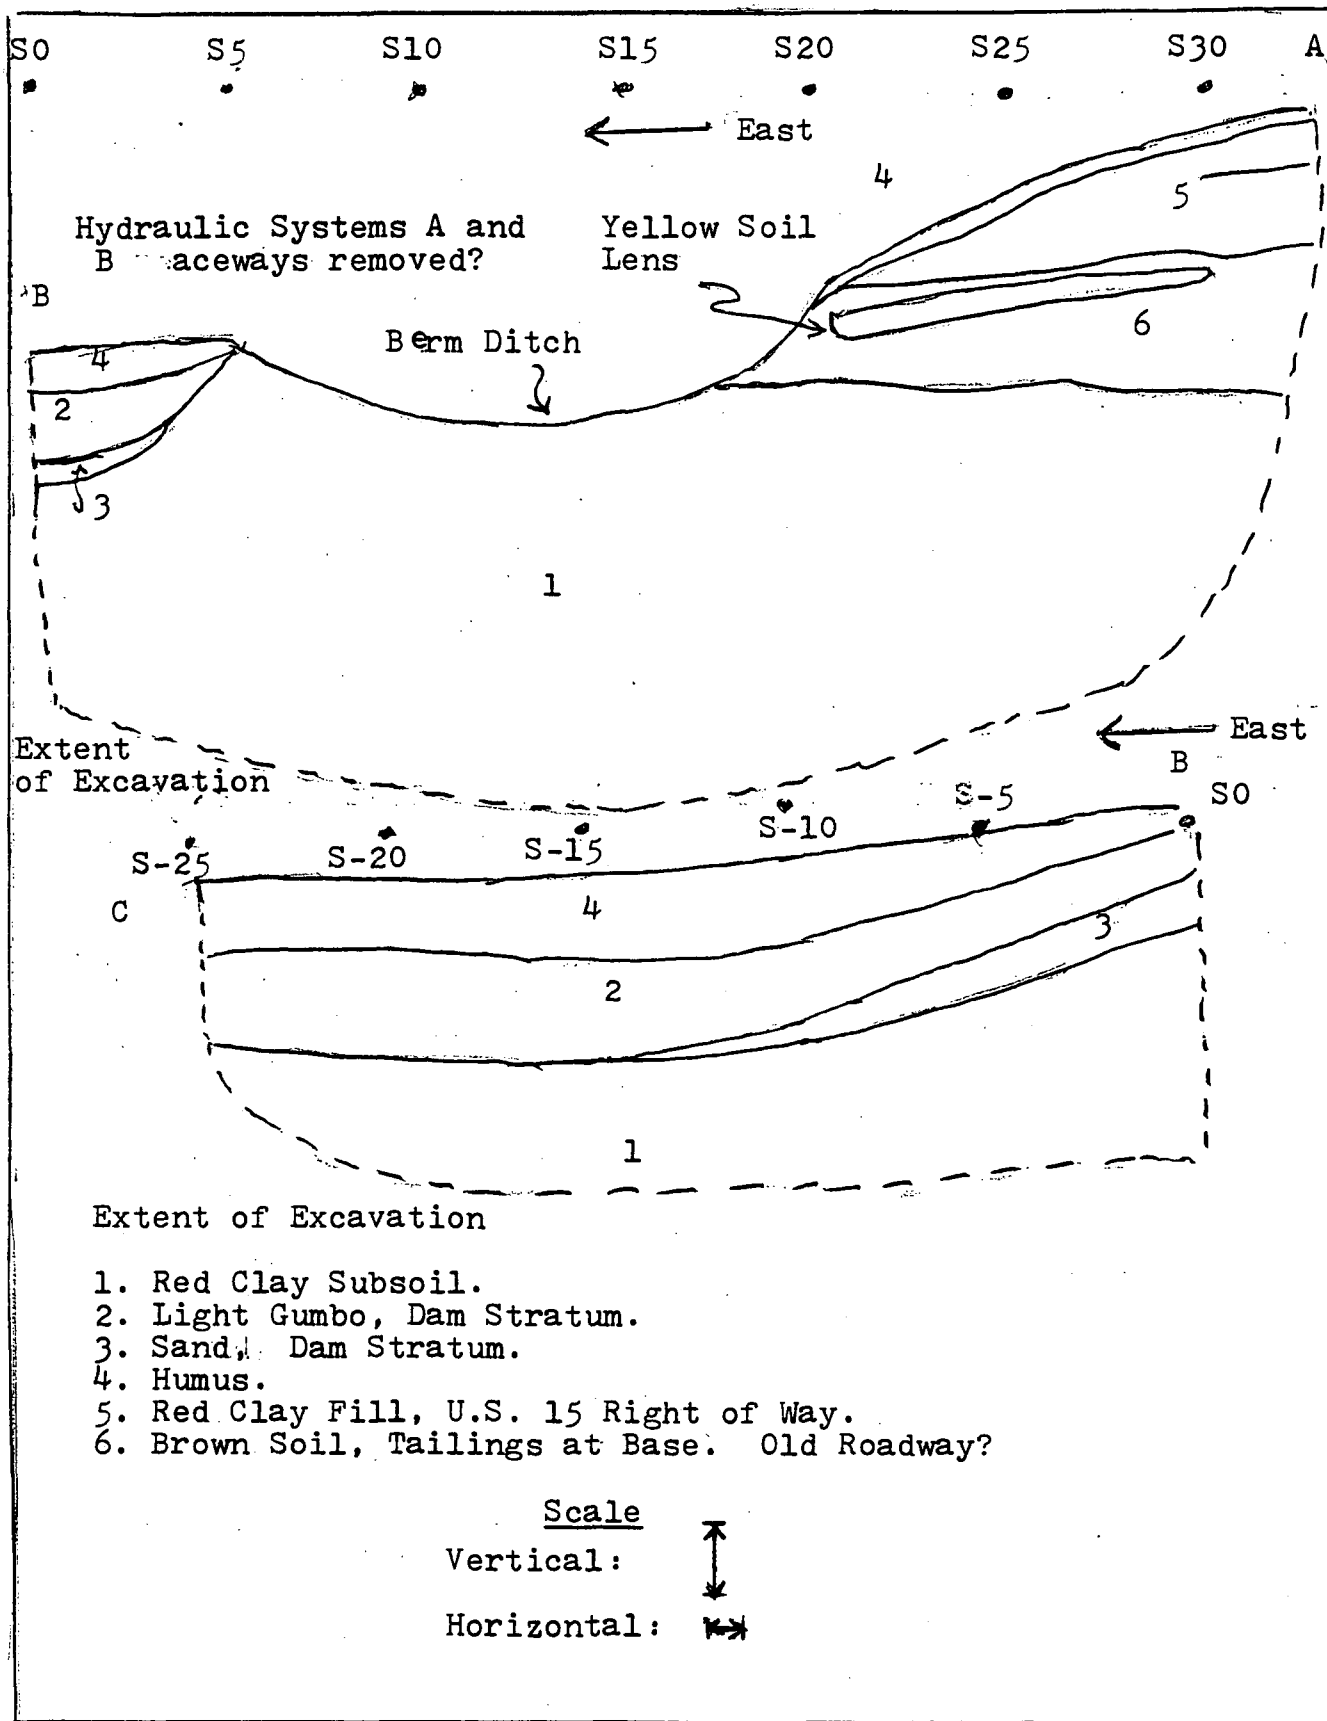 S0 S5 S10 S15 S20 S25 S30 A
East
4
5
Hydraulic Systems A and
B aceways removed?
Yellow Soil
Lens
B
6
4
Berm Ditch
2
3
1
East
Extent
of Excavation
B
S-5 S0
S-25 S-20 S-15 S-10
C
4
3
2
1
Extent of Excavation
1. Red Clay Subsoil.
2. Light Gumbo, Dam Stratum.
3. Sand, Dam Stratum.
4. Humus.
5. Red Clay Fill, U.S. 15 Right of Way.
6. Brown Soil, Tailings at Base. Old Roadway?
Scale
Vertical:
Horizontal: